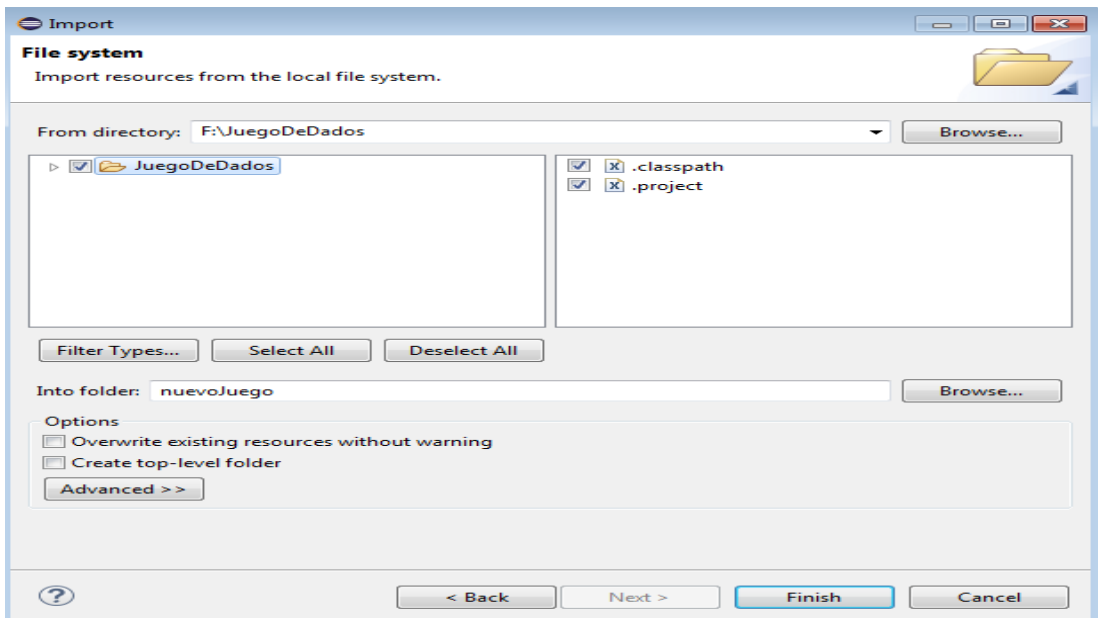 Import
File system
Import resources from the local file system.
From directory: F:\JuegoDeDados Browse...
JuegoDeDados
.classpath
.project
Filter Types... Select All Deselect All
Into folder: nuevoJuego Browse...
Options
Overwrite existing resources without warning
Create top-level folder
Advanced >>
? < Back Next > Finish Cancel